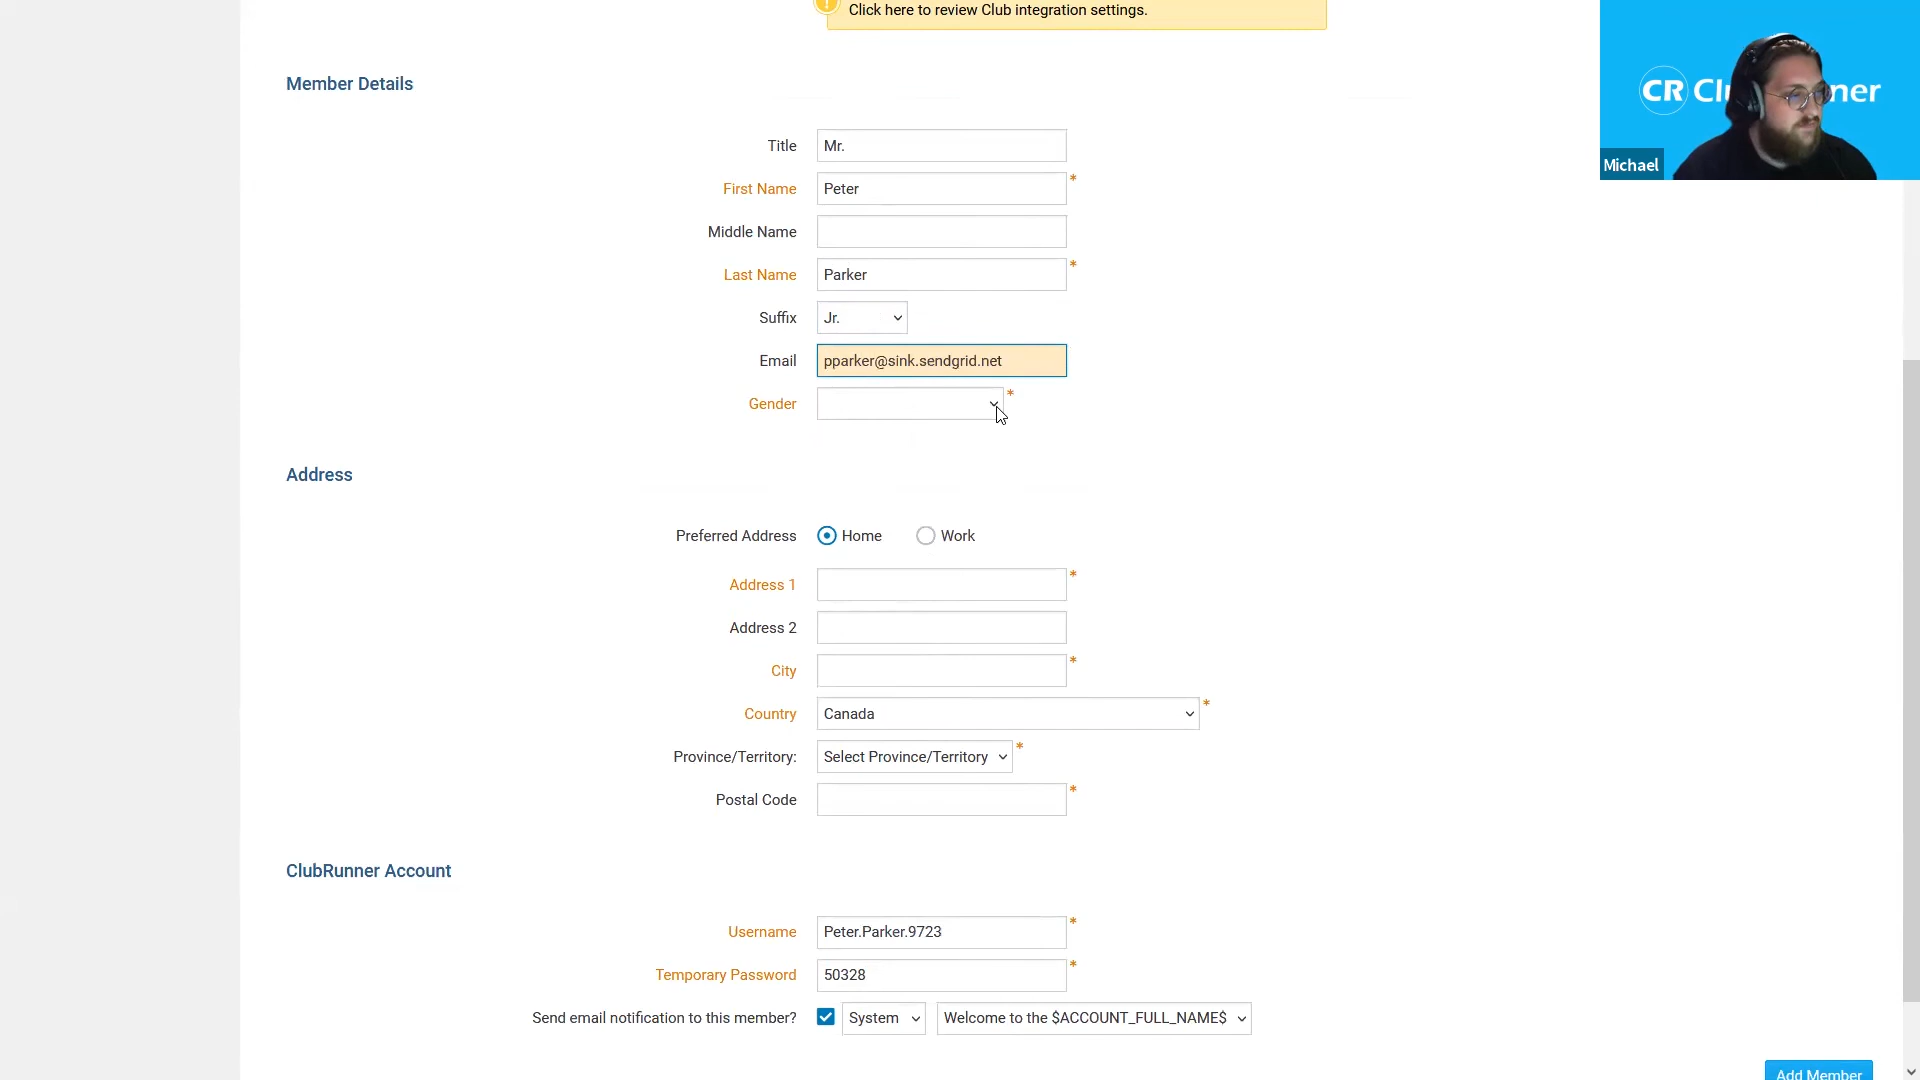 Click here to review Club integration settings.
Member Details
Title Mr.
First Name Peter *
Middle Name
Last Name Parker *
Suffix Jr.
Email pparker@sink.sendgrid.net
Gender *
Address
Preferred Address Home Work
Address 1 *
Address 2
City *
Country Canada *
Province/Territory: Select Province/Territory *
Postal Code *
ClubRunner Account
Username Peter.Parker.9723 *
Temporary Password 50328 *
Send email notification to this member? System Welcome to the $ACCOUNT_FULL_NAME$
Add Member
CR Cl ner
Michael